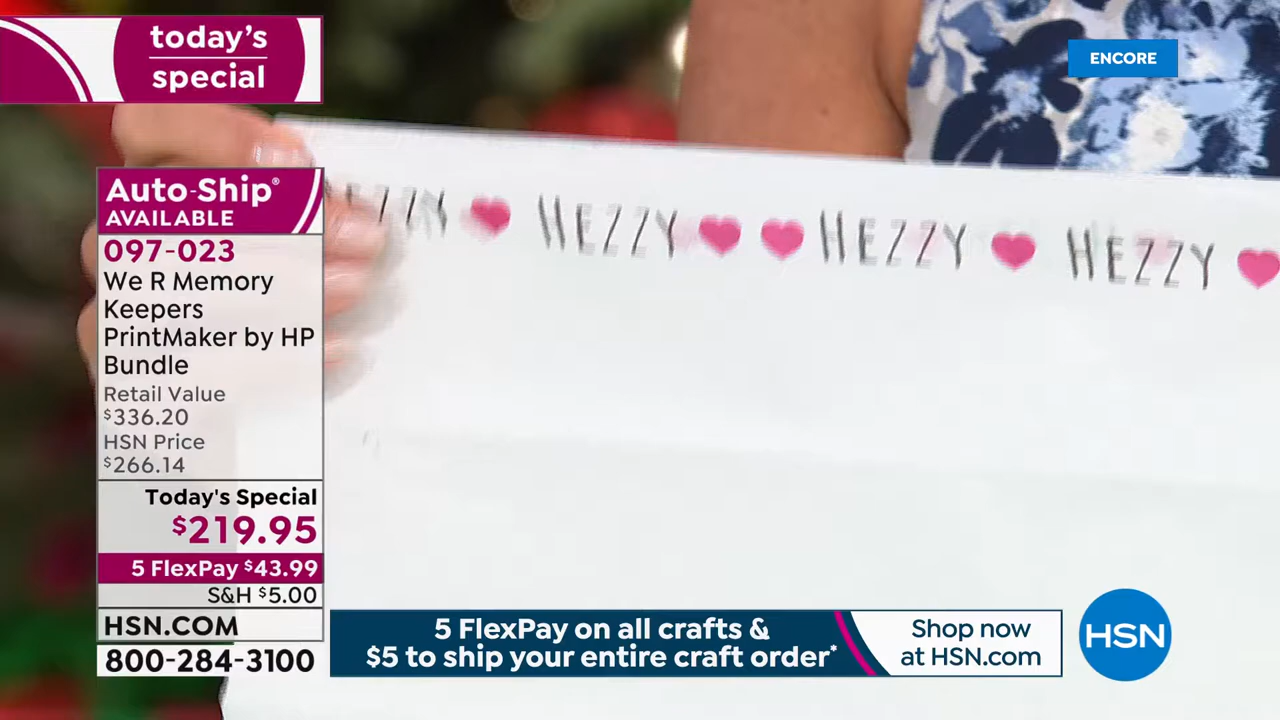 today's
special
ENCORE
HEZZY HEZZY HEZZY
Auto-Ship®
AVAILABLE
097-023
We R Memory
Keepers
PrintMaker by HP
Bundle
Retail Value
$336.20
HSN Price
$266.14
Today's Special
$219.95
5 FlexPay $43.99
S&H $5.00
HSN.COM
800-284-3100
5 FlexPay on all crafts &
$5 to ship your entire craft order*
Shop now
at HSN.com
HSN